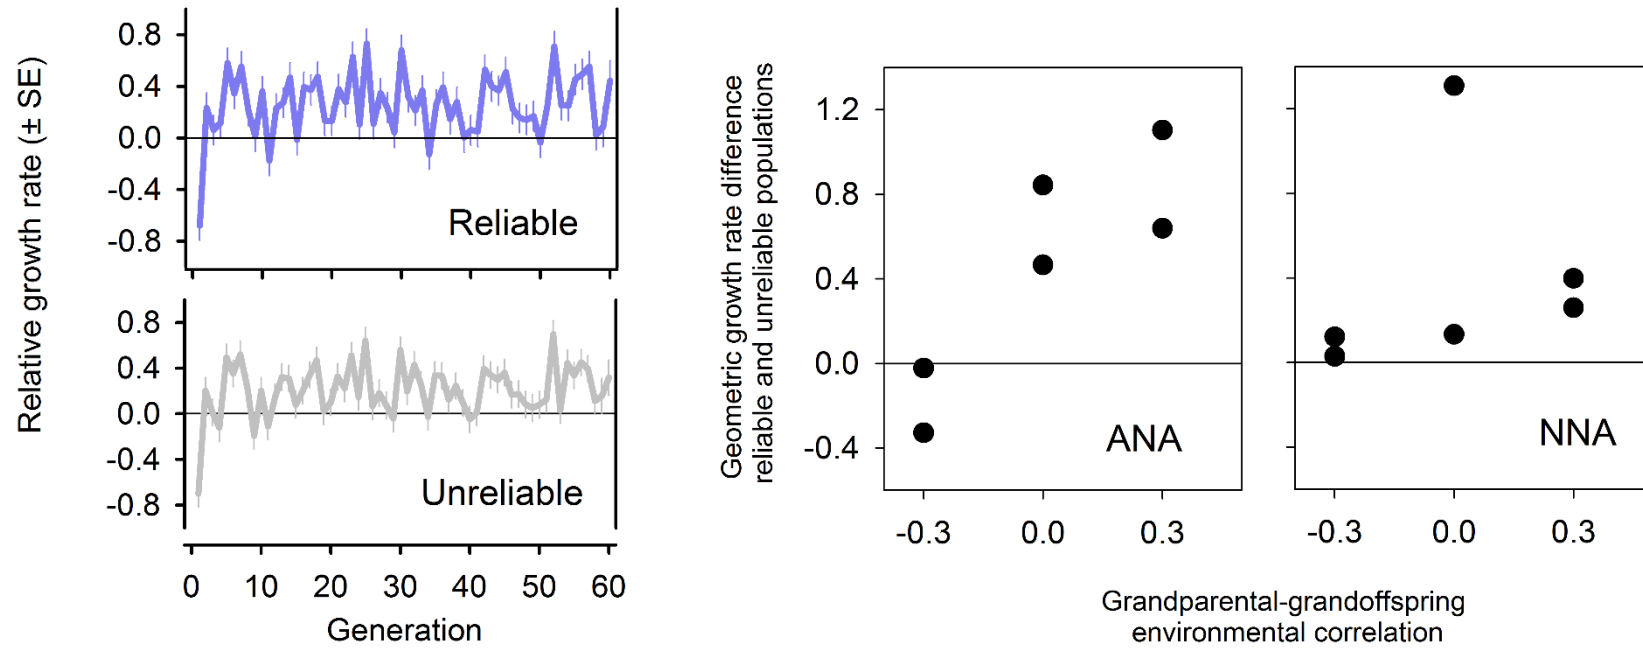 Relative growth rate (± SE)
0.8
0.4
0.0
-0.4
-0.8
Reliable
0.8
0.4
0.0
-0.4
-0.8
Unreliable
0
10
20
30
40
50
60
Generation
Geometric growth rate difference
reliable and unreliable populations
1.2
0.8
0.4
0.0
-0.4
ANA
NNA
-0.3
0.0
0.3
-0.3
0.0
0.3
Grandparental-grandoffspring
environmental correlation